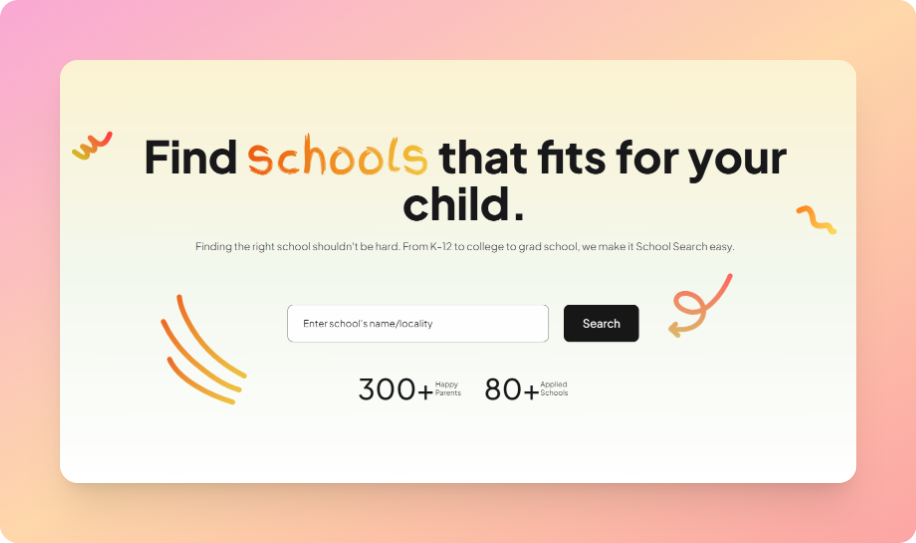 Find schools that fits for your
child.
Finding the right school shouldn't be hard. From K-12 to college to grad school, we make it School Search easy.
Enter school's name/locality
Search
300+ Happy
Parents
80+ Applied
Schools